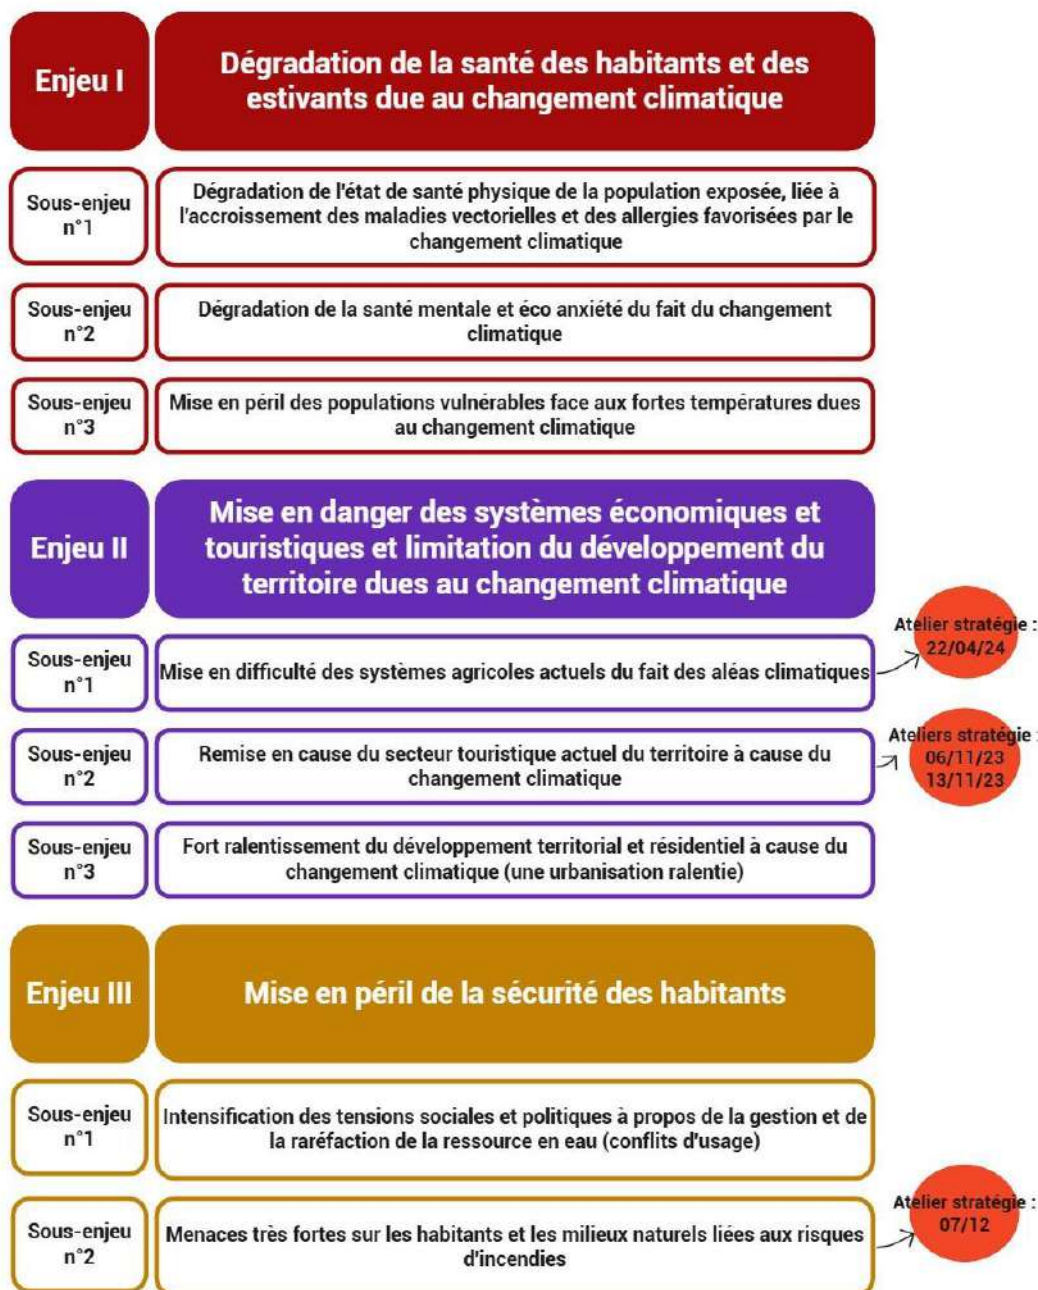 Enjeu I
Dégradation de la santé des habitants et des
estivants due au changement climatique
Sous-enjeu
n°1
Dégradation de l'état de santé physique de la population exposée, liée à
l'accroissement des maladies vectorielles et des allergies favorisées par le
changement climatique
Sous-enjeu
n°2
Dégradation de la santé mentale et éco anxiété du fait du changement
climatique
Sous-enjeu
n°3
Mise en péril des populations vulnérables face aux fortes températures dues
au changement climatique
Enjeu II
Mise en danger des systèmes économiques et
touristiques et limitation du développement du
territoire dues au changement climatique
Sous-enjeu
n°1
Mise en difficulté des systèmes agricoles actuels du fait des aléas climatiques
Atelier stratégie :
22/04/24
Sous-enjeu
n°2
Remise en cause du secteur touristique actuel du territoire à cause du
changement climatique
Ateliers stratégie :
06/11/23
13/11/23
Sous-enjeu
n°3
Fort ralentissement du développement territorial et résidentiel à cause du
changement climatique (une urbanisation ralentie)
Enjeu III
Mise en péril de la sécurité des habitants
Sous-enjeu
n°1
Intensification des tensions sociales et politiques à propos de la gestion et de
la raréfaction de la ressource en eau (conflits d'usage)
Sous-enjeu
n°2
Menaces très fortes sur les habitants et les milieux naturels liées aux risques
d'incendies
Atelier stratégie :
07/12